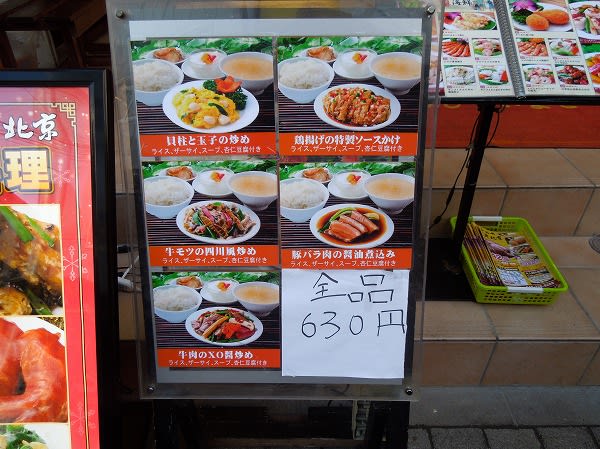 北京
理
貝柱と玉子の炒め
ライス、ザーサイ、スープ、杏仁豆腐付き
鶏揚げの特製ソースかけ
ライス、ザーサイ、スープ、杏仁豆腐付き
牛モツの四川風炒め
ライス、ザーサイ、スープ、杏仁豆腐付き
豚バラ肉の醤油煮込み
ライス、ザーサイ、スープ、杏仁豆腐付き
牛肉のXO醤炒め
ライス、ザーサイ、スープ、杏仁豆腐付き
全品
630円